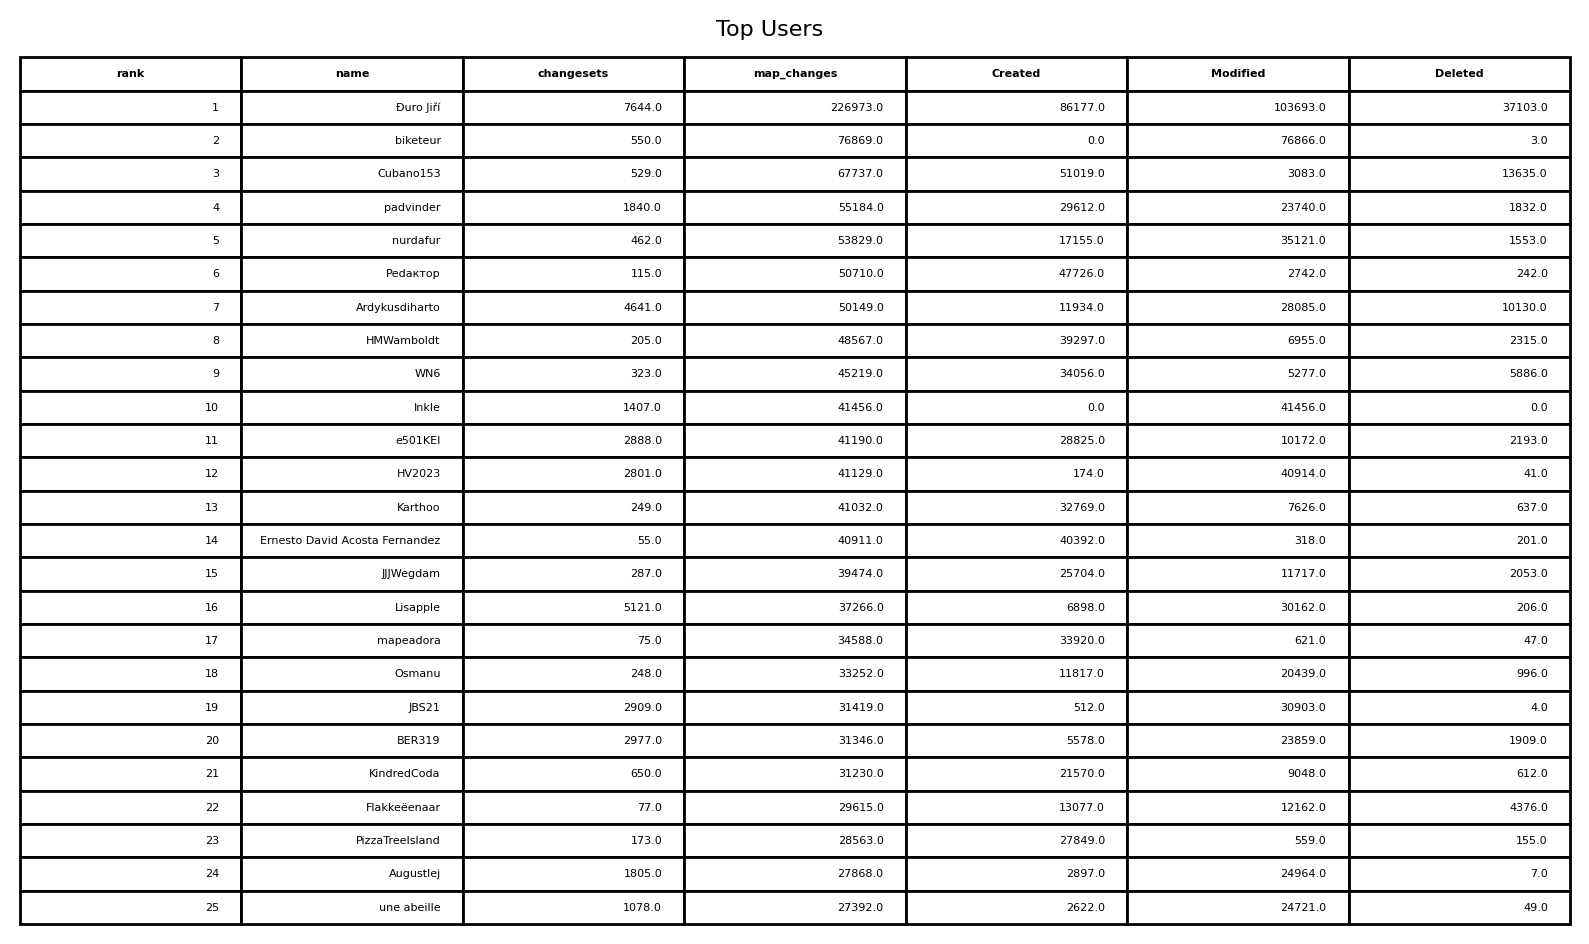 Top Users
rank name changesets map_changes Created Modified Deleted
1 Đuro Jiří 7644.0 226973.0 86177.0 103693.0 37103.0
2 biketeur 550.0 76869.0 0.0 76866.0 3.0
3 Cubano153 529.0 67737.0 51019.0 3083.0 13635.0
4 padvinder 1840.0 55184.0 29612.0 23740.0 1832.0
5 nurdafur 462.0 53829.0 17155.0 35121.0 1553.0
6 Реdактор 115.0 50710.0 47726.0 2742.0 242.0
7 Ardykusdiharto 4641.0 50149.0 11934.0 28085.0 10130.0
8 HMWamboldt 205.0 48567.0 39297.0 6955.0 2315.0
9 WN6 323.0 45219.0 34056.0 5277.0 5886.0
10 Inkle 1407.0 41456.0 0.0 41456.0 0.0
11 e501KEI 2888.0 41190.0 28825.0 10172.0 2193.0
12 HV2023 2801.0 41129.0 174.0 40914.0 41.0
13 Karthoo 249.0 41032.0 32769.0 7626.0 637.0
14 Ernesto David Acosta Fernandez 55.0 40911.0 40392.0 318.0 201.0
15 JJJWegdam 287.0 39474.0 25704.0 11717.0 2053.0
16 Lisapple 5121.0 37266.0 6898.0 30162.0 206.0
17 mapeadora 75.0 34588.0 33920.0 621.0 47.0
18 Osmanu 248.0 33252.0 11817.0 20439.0 996.0
19 JBS21 2909.0 31419.0 512.0 30903.0 4.0
20 BER319 2977.0 31346.0 5578.0 23859.0 1909.0
21 KindredCoda 650.0 31230.0 21570.0 9048.0 612.0
22 Flakkeëenaar 77.0 29615.0 13077.0 12162.0 4376.0
23 PizzaTreeIsland 173.0 28563.0 27849.0 559.0 155.0
24 Augustlej 1805.0 27868.0 2897.0 24964.0 7.0
25 une abeille 1078.0 27392.0 2622.0 24721.0 49.0